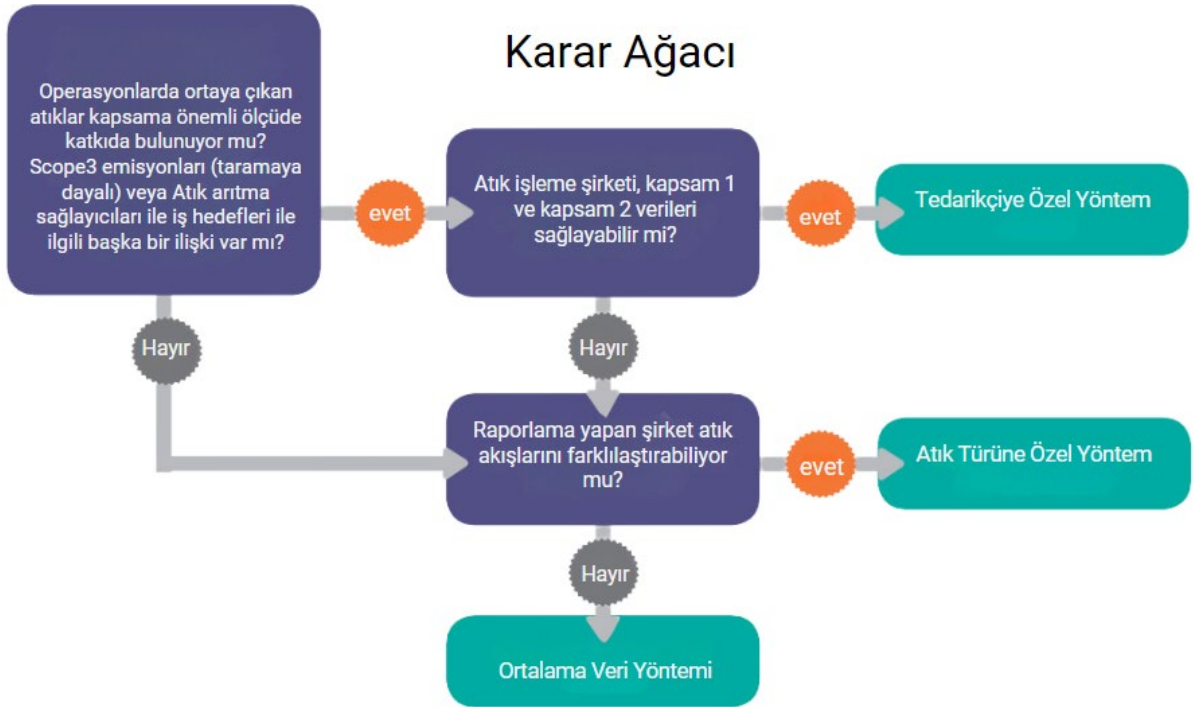 Karar Ağacı
Operasyonlarda ortaya çıkan
atıklar kapsama önemli ölçüde
katkıda bulunuyor mu?
Scope3 emisyonları (taramaya
dayalı) veya Atık arıtma
sağlayıcıları ile iş hedefleri ile
ilgili başka bir ilişki var mı?
evet
Atık işleme şirketi, kapsam 1
ve kapsam 2 verileri
sağlayabilir mi?
evet
Tedarikçiye Özel Yöntem
Hayır
Hayır
Raporlama yapan şirket atık
akışlarını farklılaştırabiliyor
mu?
evet
Atık Türüne Özel Yöntem
Hayır
Ortalama Veri Yöntemi